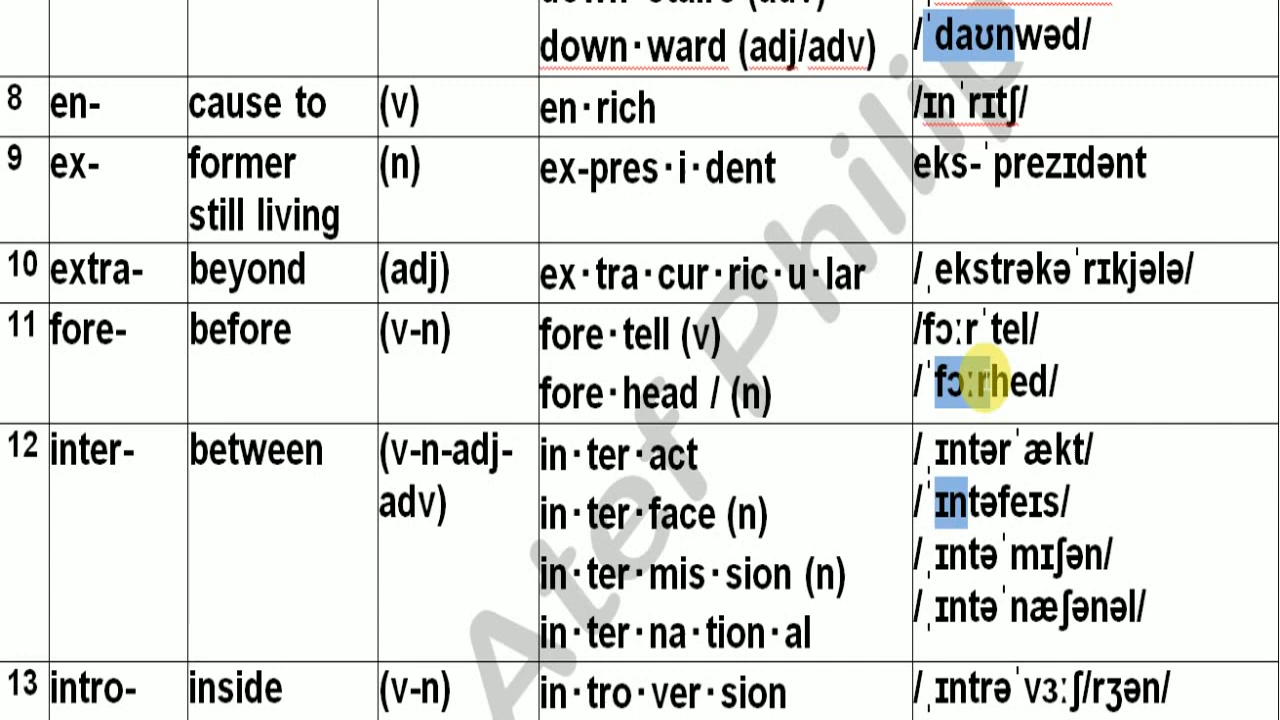 down·ward (adj/adv) /ˈdaʊnwəd/
8 en- cause to (v) en·rich /ɪnˈrɪtʃ/
9 ex- former (n) ex-pres·i·dent eks-ˈprezɪdənt
still living
10 extra- beyond (adj) ex·tra·cur·ric·u·lar /ˌekstrəkəˈrɪkjələ/
11 fore- before (v-n) fore·tell (v) /fɔːrˈtel/
fore·head / (n) /ˈfɔːrhed/
12 inter- between (v-n-adj- in·ter·act /ˌɪntərˈækt/
adv) in·ter·face (n) /ˈɪntəfeɪs/
in·ter·mis·sion (n) /ˌɪntəˈmɪʃən/
in·ter·na·tion·al /ˌɪntəˈnæʃənəl/
13 intro- inside (v-n) in·tro·ver·sion /ˌɪntrəˈvɜːʃ/rʒən/
Atef Philip